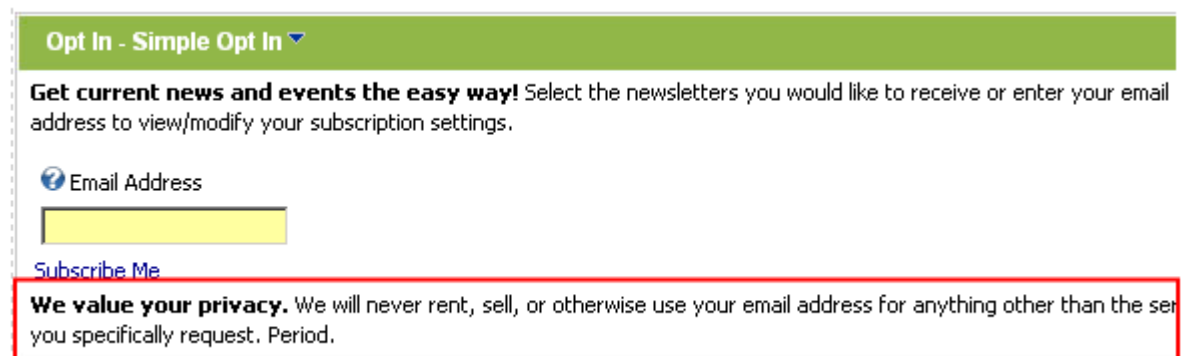 Opt In - Simple Opt In
Get current news and events the easy way! Select the newsletters you would like to receive or enter your email
address to view/modify your subscription settings.
Email Address
Subscribe Me
We value your privacy. We will never rent, sell, or otherwise use your email address for anything other than the
you specifically request. Period.